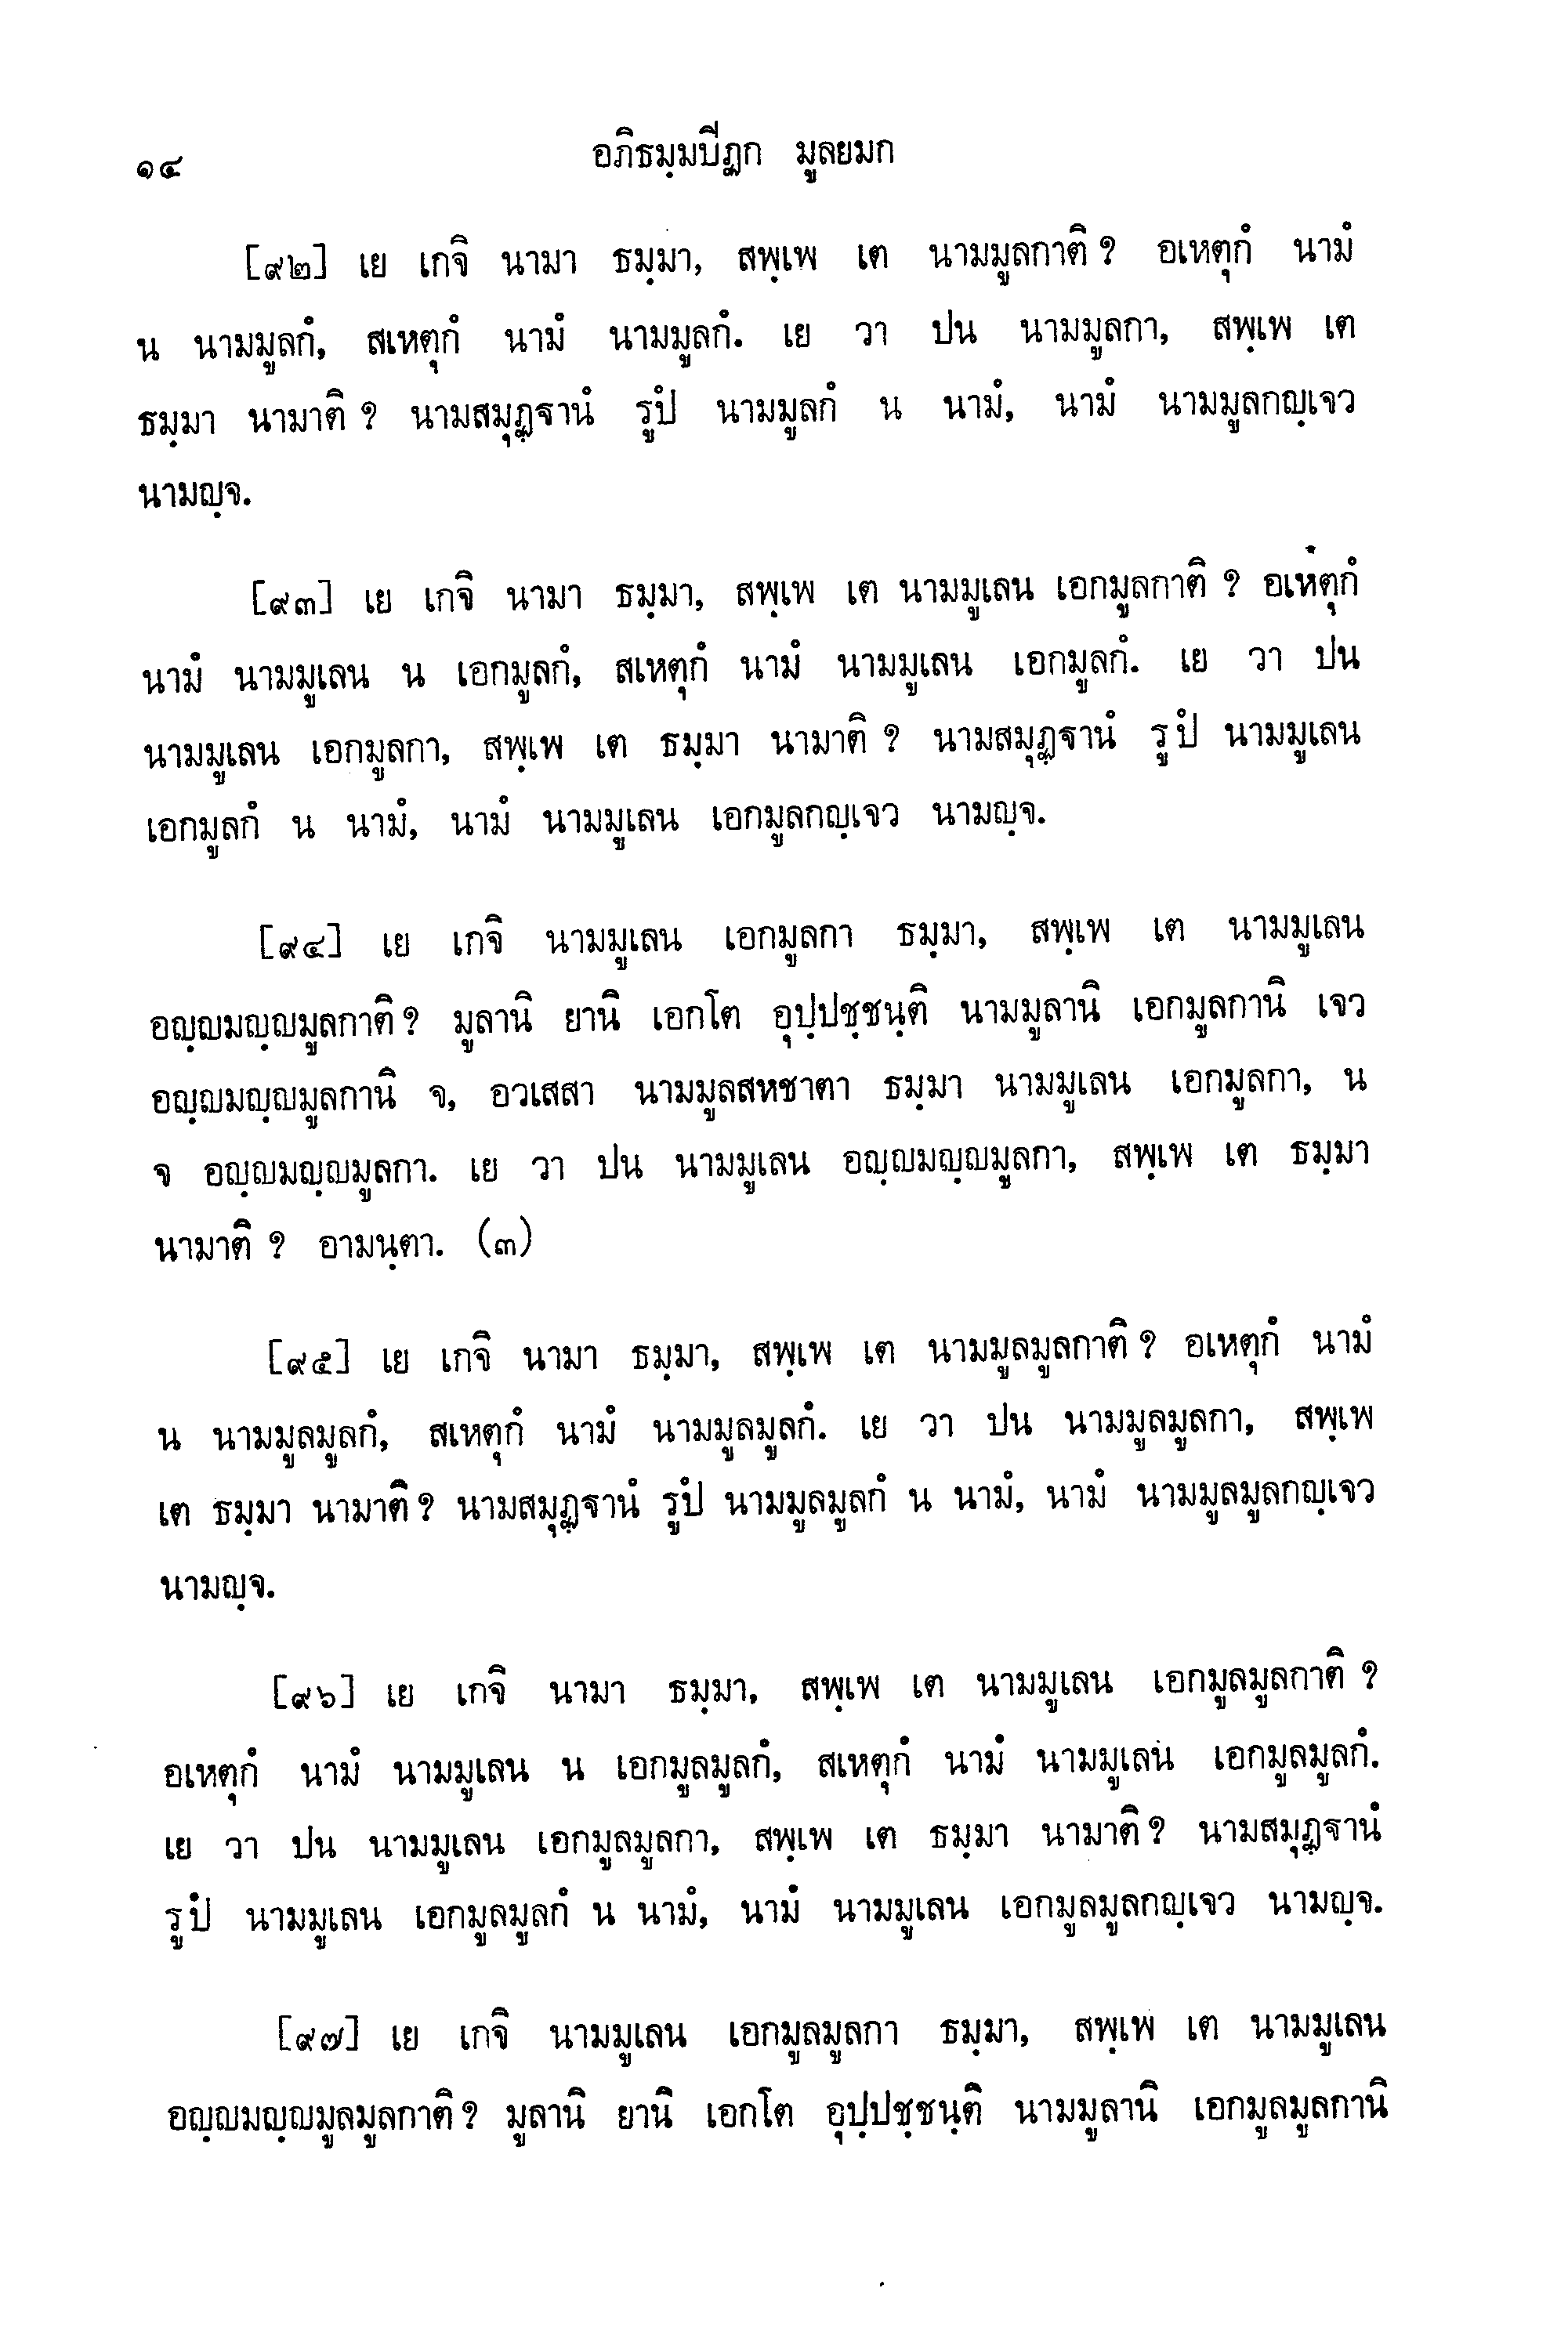 ๑๔ อภิธมฺมปีฏก มูลยมก
[๙๒] เย เกจิ นามา ธมฺมา, สพฺเพ เต นามมูลกาติ ? อเหตุกํ นามํ
น นามมูลกํ, สเหตุกํ นามํ นามมูลกํ. เย วา ปน นามมูลกา, สพฺเพ เต
ธมฺมา นามาติ ? นามสมุฏฺฐานํ รูปํ นามมูลกํ น นามํ, นามํ นามมูลกญฺเจว
นามญฺจ.
[๙๓] เย เกจิ นามา ธมฺมา, สพฺเพ เต นามมูเลน เอกมูลกาติ ? อเหตุกํ
นามํ นามมูเลน น เอกมูลกํ, สเหตุกํ นามํ นามมูเลน เอกมูลกํ. เย วา ปน
นามมูเลน เอกมูลกา, สพฺเพ เต ธมฺมา นามาติ ? นามสมุฏฺฐานํ รูปํ นามมูเลน
เอกมูลกํ น นามํ, นามํ นามมูเลน เอกมูลกญฺเจว นามญฺจ.
[๙๔] เย เกจิ นามมูเลน เอกมูลกา ธมฺมา, สพฺเพ เต นามมูเลน
อญฺญมญฺญมูลกาติ ? มูลานิ ยานิ เอกโต อุปฺปชฺชนฺติ นามมูลานิ เอกมูลกานิ เจว
อญฺญมญฺญมูลกานิ จ, อวเสสา นามมูลสหชาตา ธมฺมา นามมูเลน เอกมูลกา, น
จ อญฺญมญฺญมูลกา. เย วา ปน นามมูเลน อญฺญมญฺญมูลกา, สพฺเพ เต ธมฺมา
นามาติ ? อามนฺตา. (๓)
[๙๕] เย เกจิ นามา ธมฺมา, สพฺเพ เต นามมูลมูลกาติ ? อเหตุกํ นามํ
น นามมูลมูลกํ, สเหตุกํ นามํ นามมูลมูลกํ. เย วา ปน นามมูลมูลกา, สพฺเพ
เต ธมฺมา นามาติ ? นามสมุฏฺฐานํ รูปํ นามมูลมูลกํ น นามํ, นามํ นามมูลมูลกญฺเจว
นามญฺจ.
[๙๖] เย เกจิ นามา ธมฺมา, สพฺเพ เต นามมูเลน เอกมูลมูลกาติ ?
อเหตุกํ นามํ นามมูเลน น เอกมูลมูลกํ, สเหตุกํ นามํ นามมูเลน เอกมูลมูลกํ.
เย วา ปน นามมูเลน เอกมูลมูลกา, สพฺเพ เต ธมฺมา นามาติ ? นามสมุฏฺฐานํ
รูปํ นามมูเลน เอกมูลมูลกํ น นามํ, นามํ นามมูเลน เอกมูลมูลกญฺเจว นามญฺจ.
[๙๗] เย เกจิ นามมูเลน เอกมูลมูลกา ธมฺมา, สพฺเพ เต นามมูเลน
อญฺญมญฺญมูลมูลกาติ ? มูลานิ ยานิ เอกโต อุปฺปชฺชนฺติ นามมูลานิ เอกมูลมูลกานิ